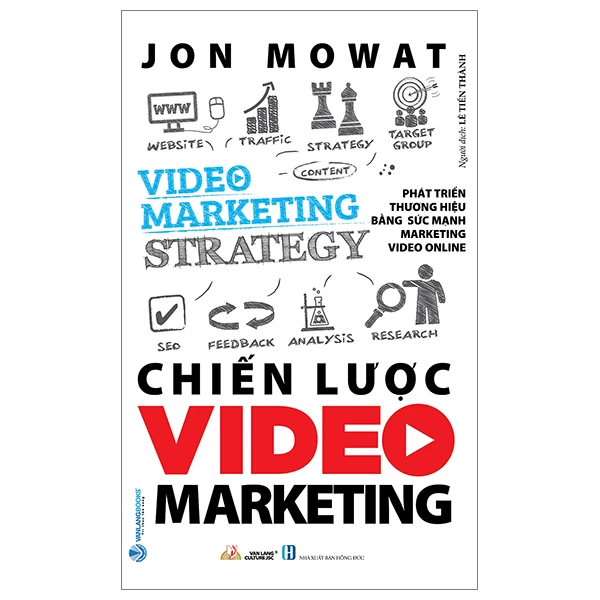 JON MOWAT
Người dịch: LÊ TIẾN THÀNH
WWW
WEBSITE
TRAFFIC
STRATEGY
TARGET
GROUP
CONTENT
VIDEO
MARKETING
STRATEGY
PHÁT TRIỂN
THƯƠNG HIỆU
BẰNG SỨC MẠNH
MARKETING
VIDEO ONLINE
SEO
FEEDBACK
ANALYSIS
RESEARCH
CHIẾN LƯỢC
VIDEO
MARKETING
VANLANGBOOKS
VAN LANG
CULTURE.JSC
NHÀ XUẤT BẢN HỒNG ĐỨC